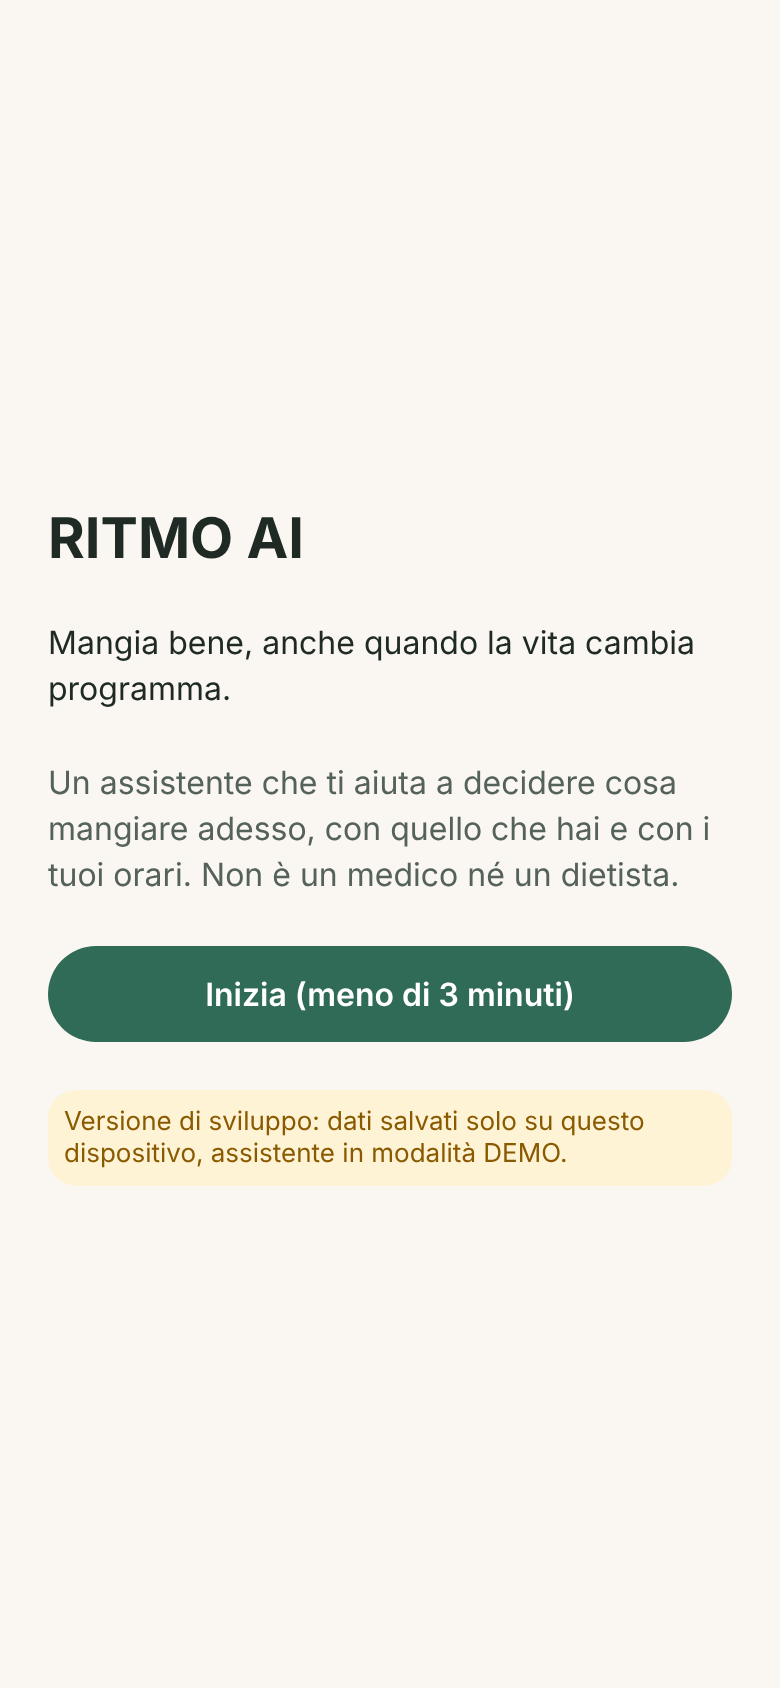 RITMO AI
Mangia bene, anche quando la vita cambia
programma.
Un assistente che ti aiuta a decidere cosa
mangiare adesso, con quello che hai e con i
tuoi orari. Non è un medico né un dietista.
Inizia (meno di 3 minuti)
Versione di sviluppo: dati salvati solo su questo
dispositivo, assistente in modalità DEMO.